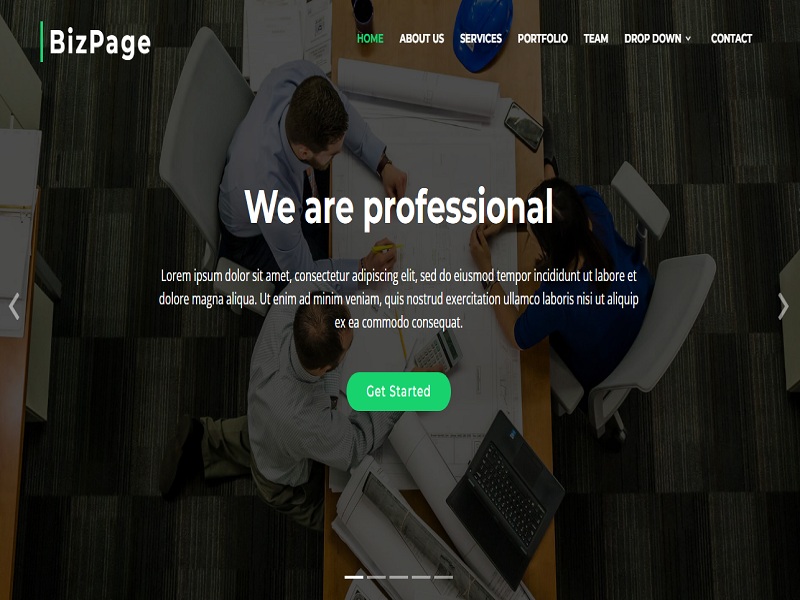 BizPage
HOME ABOUT US SERVICES PORTFOLIO TEAM DROP DOWN CONTACT
We are professional
Lorem ipsum dolor sit amet, consectetur adipiscing elit, sed do eiusmod tempor incididunt ut labore et
dolore magna aliqua. Ut enim ad minim veniam, quis nostrud exercitation ullamco laboris nisi ut aliquip
ex ea commodo consequat.
Get Started